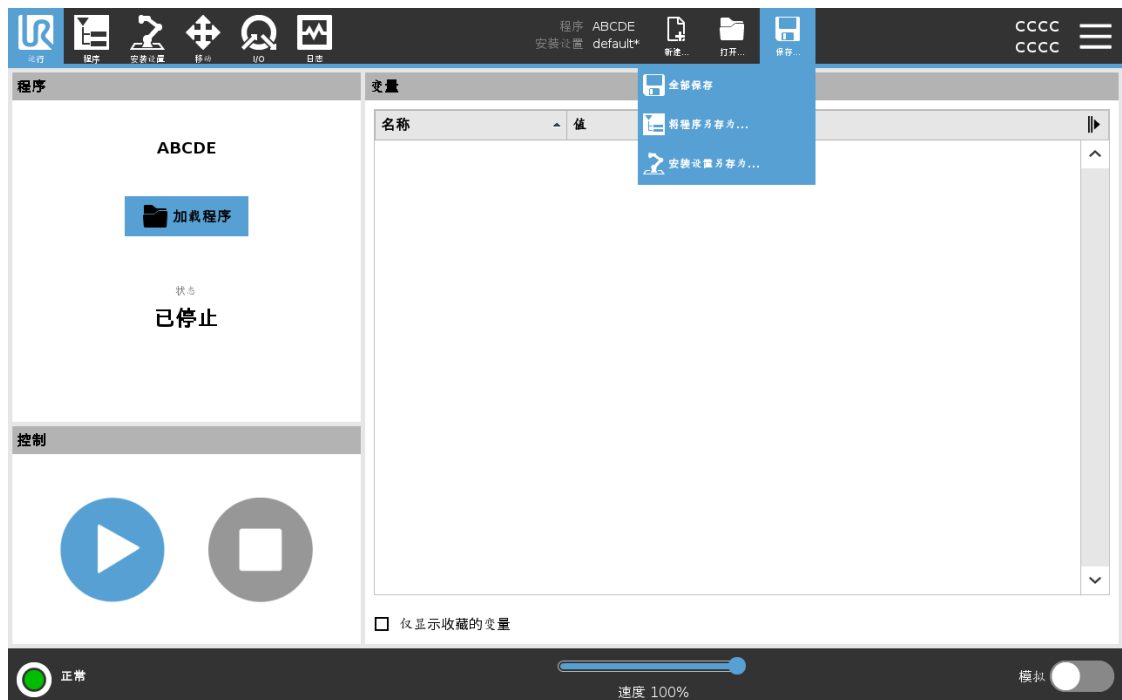 程序 ABCDE
安装设置 default*
CCCC
CCCC
运行
程序
安装设置
移动
I/O
日志
新建...
打开...
保存...
全部保存
将程序另存为...
安装设置另存为...
程序
ABCDE
加载程序
状态
已停止
变量
名称
值
控制
仅显示收藏的变量
正常
速度 100%
模拟